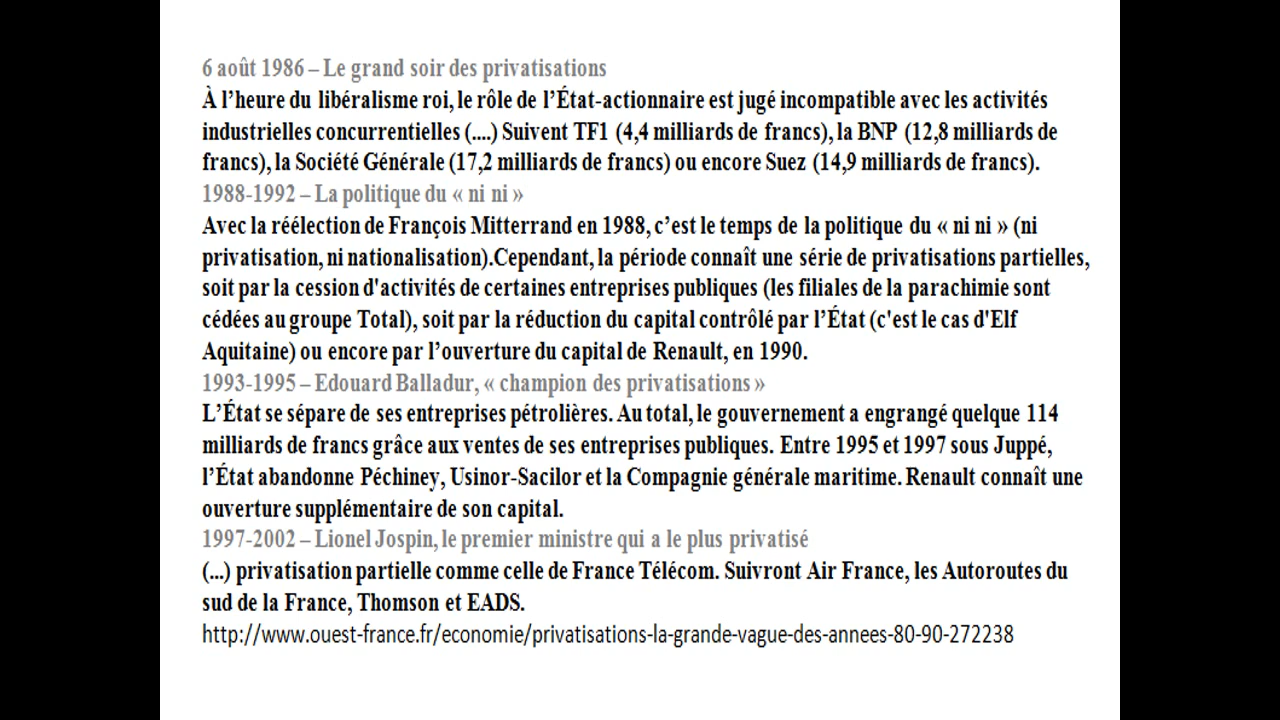 6 août 1986 – Le grand soir des privatisations
À l’heure du libéralisme roi, le rôle de l’État-actionnaire est jugé incompatible avec les activités
industrielles concurrentielles (....) Suivent TF1 (4,4 milliards de francs), la BNP (12,8 milliards de
francs), la Société Générale (17,2 milliards de francs) ou encore Suez (14,9 milliards de francs).
1988-1992 – La politique du « ni ni »
Avec la réélection de François Mitterrand en 1988, c’est le temps de la politique du « ni ni » (ni
privatisation, ni nationalisation).Cependant, la période connaît une série de privatisations partielles,
soit par la cession d'activités de certaines entreprises publiques (les filiales de la parachimie sont
cédées au groupe Total), soit par la réduction du capital contrôlé par l’État (c'est le cas d'Elf
Aquitaine) ou encore par l’ouverture du capital de Renault, en 1990.
1993-1995 – Edouard Balladur, « champion des privatisations »
L’État se sépare de ses entreprises pétrolières. Au total, le gouvernement a engrangé quelque 114
milliards de francs grâce aux ventes de ses entreprises publiques. Entre 1995 et 1997 sous Juppé,
l’État abandonne Péchiney, Usinor-Sacilor et la Compagnie générale maritime. Renault connaît une
ouverture supplémentaire de son capital.
1997-2002 – Lionel Jospin, le premier ministre qui a le plus privatisé
(...) privatisation partielle comme celle de France Télécom. Suivront Air France, les Autoroutes du
sud de la France, Thomson et EADS.
http://www.ouest-france.fr/economie/privatisations-la-grande-vague-des-annees-80-90-272238